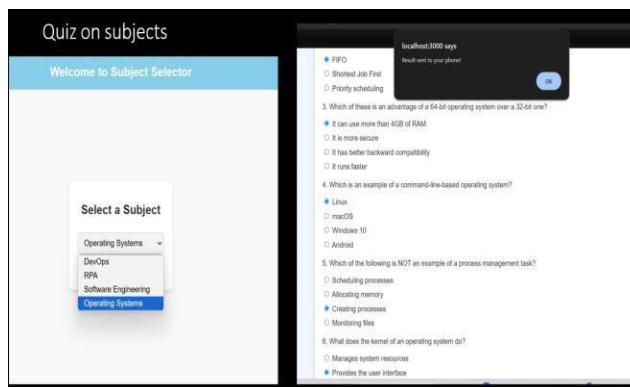 Quiz on subjects
Welcome to Subject Selector
Select a Subject
Operating Systems
DevOps
RPA
Software Engineering
Operating Systems
localhost:3000 says
Result sent to your phone!
OK
FIFO
Shortest Job First
Priority scheduling
3. Which of these is an advantage of a 64-bit operating system over a 32-bit one?
It can use more than 4GB of RAM
It is more secure
It has better backward compatibility
It runs faster
4. Which is an example of a command-line-based operating system?
Linux
macOS
Windows 10
Android
5. Which of the following is NOT an example of a process management task?
Scheduling processes
Allocating memory
Creating processes
Monitoring files
6. What does the kernel of an operating system do?
Manages system resources
Provides the user interface